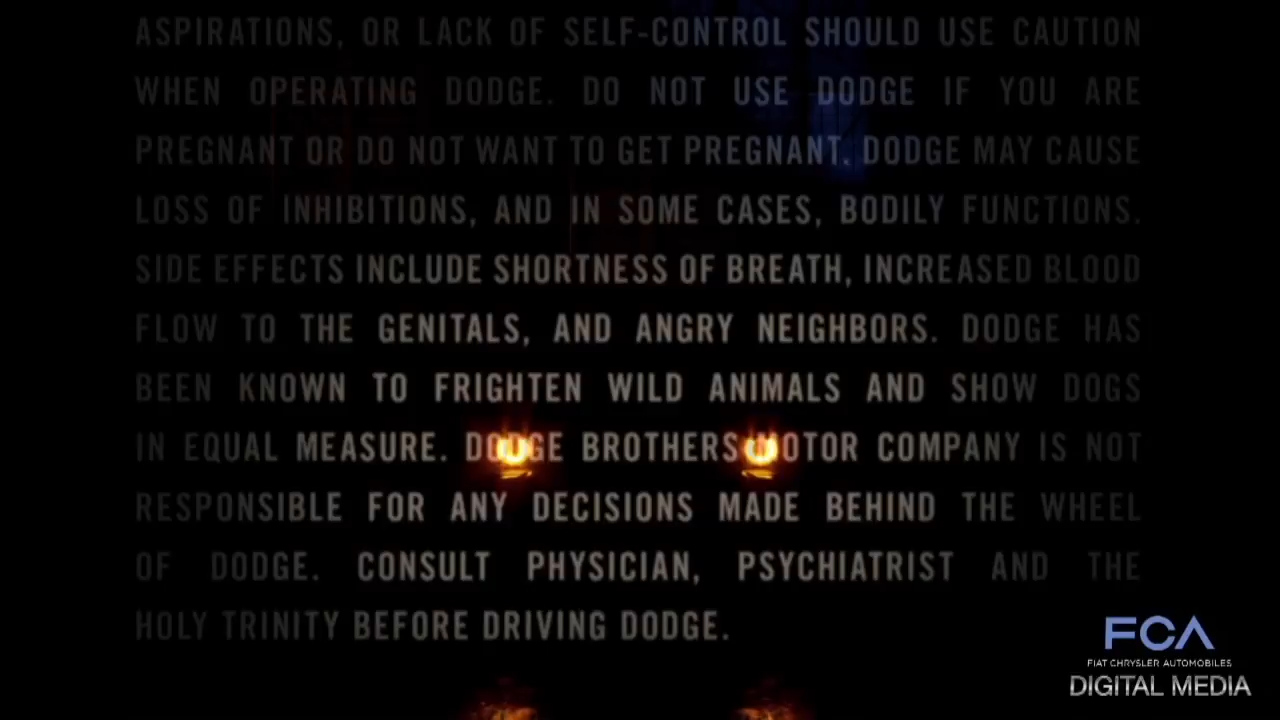 ASPIRATIONS, OR LACK OF SELF-CONTROL SHOULD USE CAUTION
WHEN OPERATING DODGE. DO NOT USE DODGE IF YOU ARE
PREGNANT OR DO NOT WANT TO GET PREGNANT. DODGE MAY CAUSE
LOSS OF INHIBITIONS, AND IN SOME CASES, BODILY FUNCTIONS.
SIDE EFFECTS INCLUDE SHORTNESS OF BREATH, INCREASED BLOOD
FLOW TO THE GENITALS, AND ANGRY NEIGHBORS. DODGE HAS
BEEN KNOWN TO FRIGHTEN WILD ANIMALS AND SHOW DOGS
IN EQUAL MEASURE. DODGE BROTHERS MOTOR COMPANY IS NOT
RESPONSIBLE FOR ANY DECISIONS MADE BEHIND THE WHEEL
OF DODGE. CONSULT PHYSICIAN, PSYCHIATRIST AND THE
HOLY TRINITY BEFORE DRIVING DODGE.
FCA
FIAT CHRYSLER AUTOMOBILES
DIGITAL MEDIA